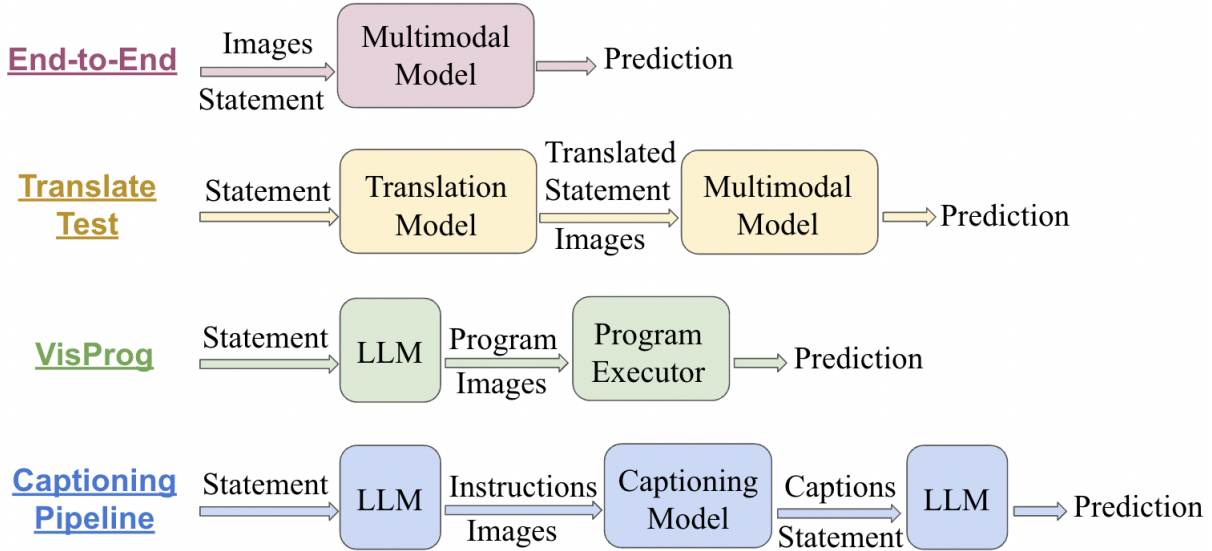 End-to-End
Images
Statement
Multimodal
Model
Prediction
Translate
Test
Statement
Translation
Model
Translated
Statement
Images
Multimodal
Model
Prediction
VisProg
Statement
LLM
Program
Images
Program
Executor
Prediction
Captioning
Pipeline
Statement
LLM
Instructions
Images
Captioning
Model
Captions
Statement
LLM
Prediction